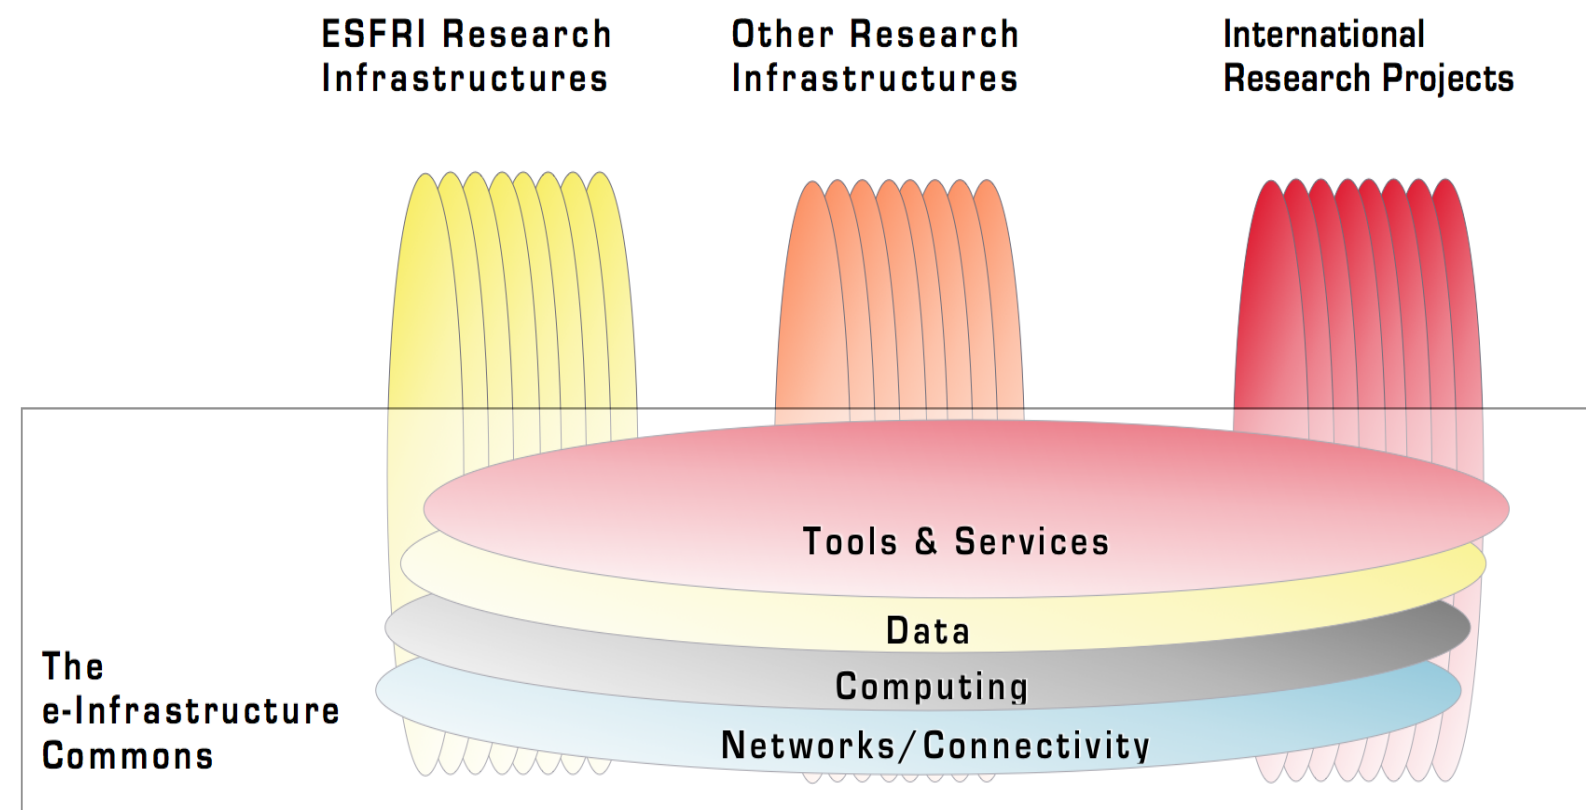 ESFRI Research
Infrastructures
Other Research
Infrastructures
International
Research Projects
Tools & Services
Data
Computing
Networks/Connectivity
The
e-Infrastructure
Commons